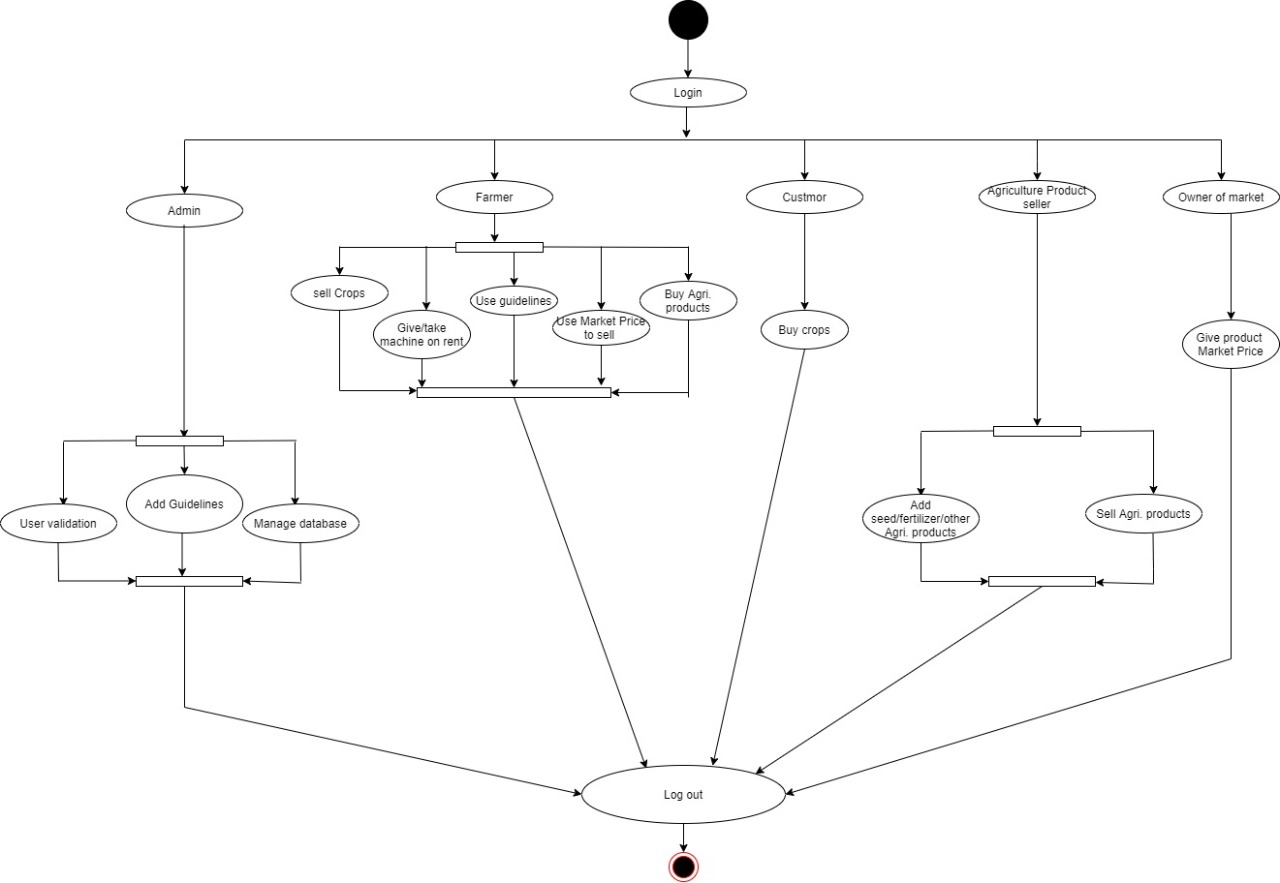 Login
Admin
Farmer
Custmor
Agriculture Product
seller
Owner of market
sell Crops
Give/take
machine on rent
Use guidelines
Use Market Price
to sell
Buy Agri.
products
Buy crops
Give product
Market Price
User validation
Add Guidelines
Manage database
Add
seed/fertilizer/other
Agri. products
Sell Agri. products
Log out